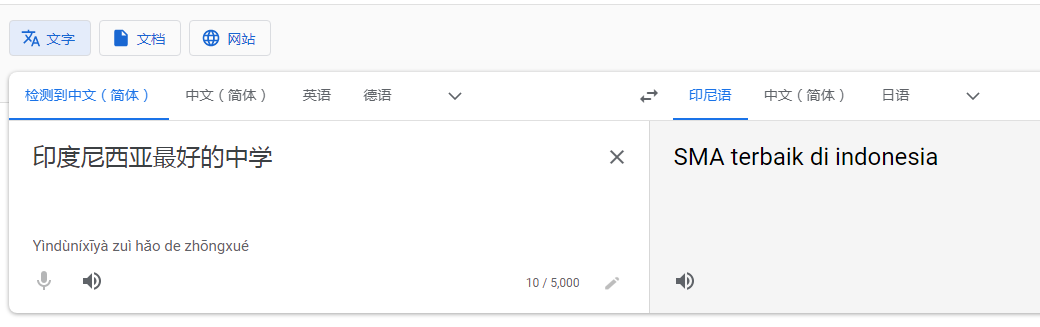 文字 文档 网站
检测到中文（简体） 中文（简体） 英语 德语 印尼语 中文（简体） 日语
印度尼西亚最好的中学
SMA terbaik di indonesia
Yìndùníxīyà zuì hǎo de zhōngxué
10 / 5,000